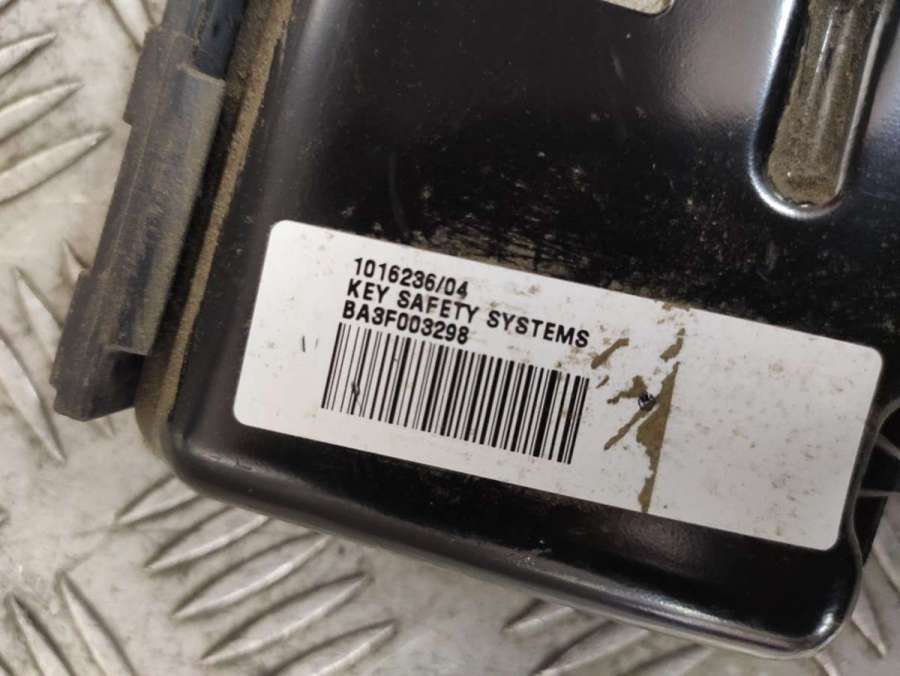 1016236/04
KEY SAFETY SYSTEMS
BA3F003298